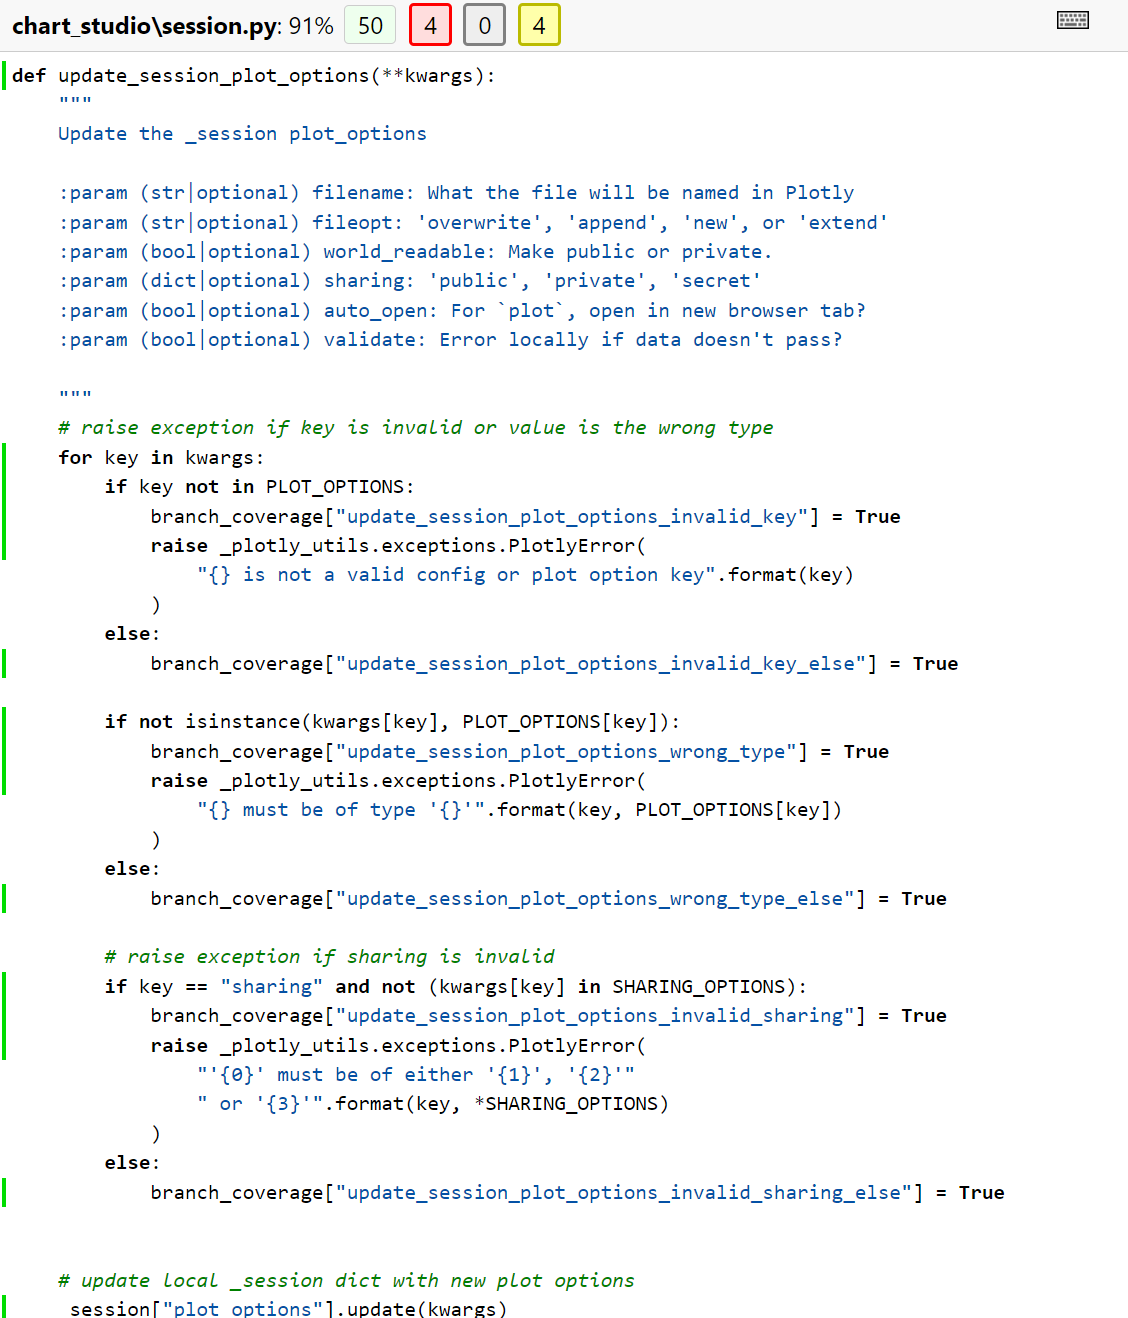 chart_studio\session.py: 91% 50 4 0 4
def update_session_plot_options(**kwargs):
    """
    Update the _session plot_options

    :param (str|optional) filename: What the file will be named in Plotly
    :param (str|optional) fileopt: 'overwrite', 'append', 'new', or 'extend'
    :param (bool|optional) world_readable: Make public or private.
    :param (dict|optional) sharing: 'public', 'private', 'secret'
    :param (bool|optional) auto_open: For `plot`, open in new browser tab?
    :param (bool|optional) validate: Error locally if data doesn't pass?

    """
    # raise exception if key is invalid or value is the wrong type
    for key in kwargs:
        if key not in PLOT_OPTIONS:
            branch_coverage["update_session_plot_options_invalid_key"] = True
            raise _plotly_utils.exceptions.PlotlyError(
                "{} is not a valid config or plot option key".format(key)
            )
        else:
            branch_coverage["update_session_plot_options_invalid_key_else"] = True

        if not isinstance(kwargs[key], PLOT_OPTIONS[key]):
            branch_coverage["update_session_plot_options_wrong_type"] = True
            raise _plotly_utils.exceptions.PlotlyError(
                "{} must be of type '{}'".format(key, PLOT_OPTIONS[key])
            )
        else:
            branch_coverage["update_session_plot_options_wrong_type_else"] = True

        # raise exception if sharing is invalid
        if key == "sharing" and not (kwargs[key] in SHARING_OPTIONS):
            branch_coverage["update_session_plot_options_invalid_sharing"] = True
            raise _plotly_utils.exceptions.PlotlyError(
                "'{0}' must be of either '{1}', '{2}'"
                " or '{3}'".format(key, *SHARING_OPTIONS)
            )
        else:
            branch_coverage["update_session_plot_options_invalid_sharing_else"] = True

    # update local _session dict with new plot options
    _session["plot_options"].update(kwargs)